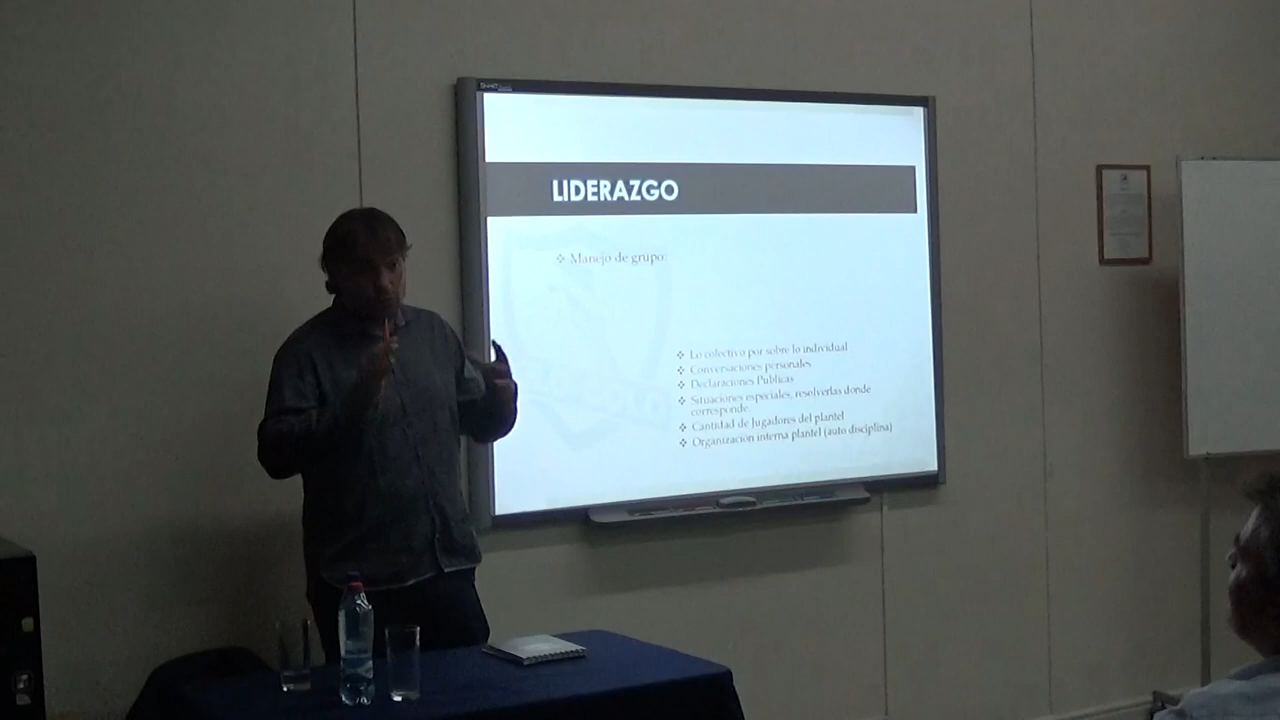 LIDERAZGO
❖ Manejo de grupo:
❖ Lo colectivo por sobre lo individual
❖ Conversaciones personales
❖ Declaraciones Públicas
❖ Situaciones especiales, resolverlas donde
corresponde.
❖ Cantidad de Jugadores del plantel
❖ Organización interna plantel (auto disciplina)